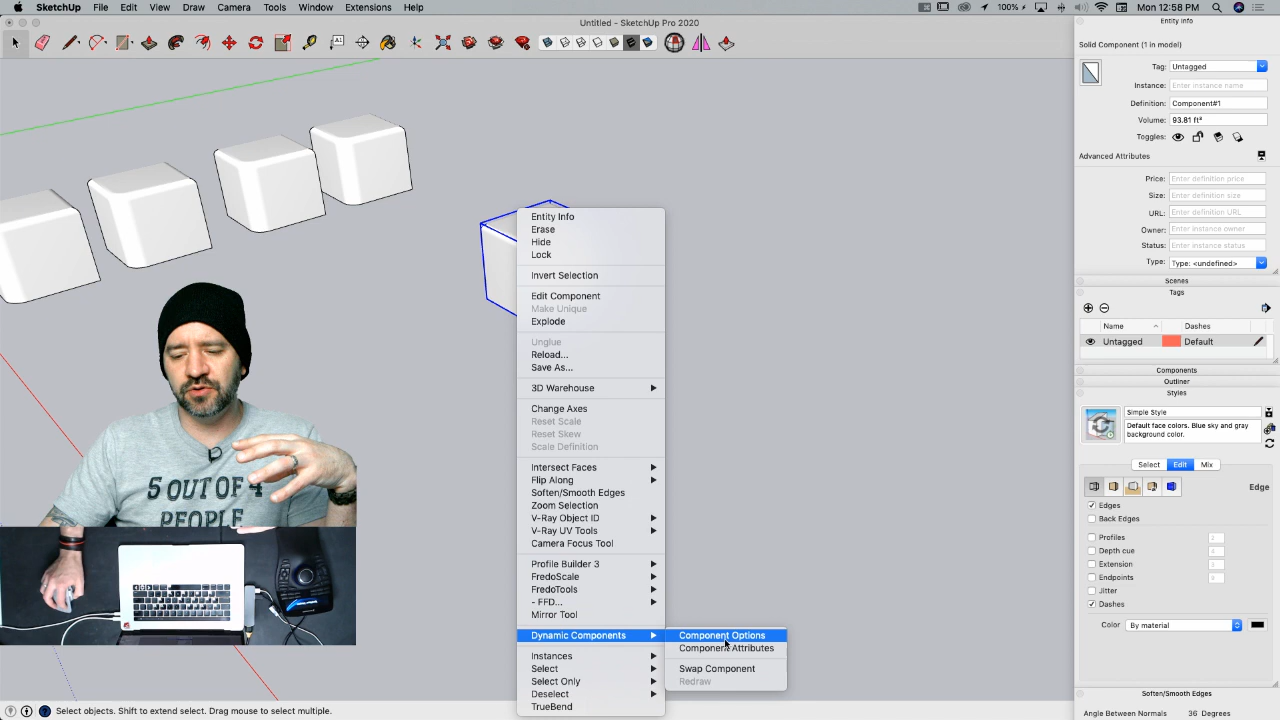 SketchUp File Edit View Draw Camera Tools Window Extensions Help
100% Mon 12:58 PM
Untitled - SketchUp Pro 2020
Entity Info
Solid Component (1 in model)
Tag: Untagged
Instance: Enter instance name
Definition: Component#1
Volume: 93.81 ft³
Toggles:
Advanced Attributes
Price: Enter definition price
Size: Enter definition size
URL: Enter definition URL
Owner: Enter instance owner
Status: Enter instance status
Type: Type: <undefined>
Scenes
Tags
Name Dashes
Untagged Default
Components
Outliner
Styles
Simple Style
Default face colors. Blue sky and gray
background color.
Select Edit Mix
Edge
Edges
Back Edges
Profiles 2
Depth cue 4
Extension 3
Endpoints 9
Jitter
Dashes
Color By material
Soften/Smooth Edges
Angle Between Normals 36 Degrees
Entity Info
Erase
Hide
Lock
Invert Selection
Edit Component
Make Unique
Explode
Unglue
Reload...
Save As...
3D Warehouse
Change Axes
Reset Scale
Reset Skew
Scale Definition
Intersect Faces
Flip Along
Soften/Smooth Edges
Zoom Selection
V-Ray Object ID
V-Ray UV Tools
Camera Focus Tool
Profile Builder 3
FredoScale
FredoTools
- FFD...
Mirror Tool
Dynamic Components
Instances
Select
Select Only
Deselect
TrueBend
Component Options
Component Attributes
Swap Component
Redraw
5 OUT OF 4
PEOPLE
Select objects. Shift to extend select. Drag mouse to select multiple.